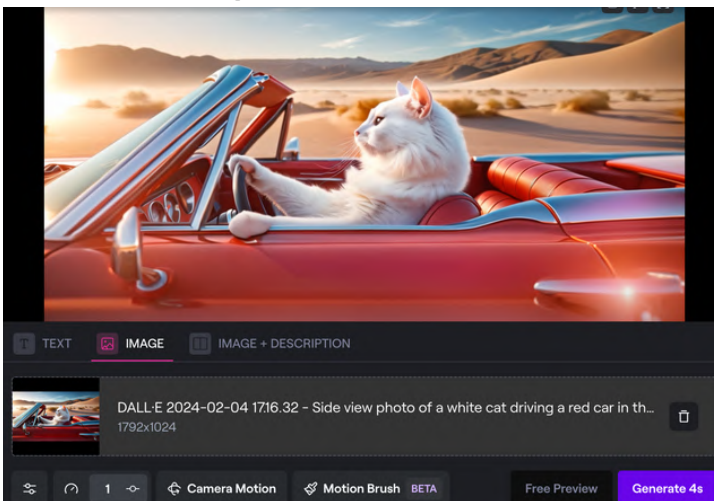 TEXT
IMAGE
IMAGE + DESCRIPTION
DALL·E 2024-02-04 17.16.32 - Side view photo of a white cat driving a red car in th...
1792x1024
1
Camera Motion
Motion Brush BETA
Free Preview
Generate 4s